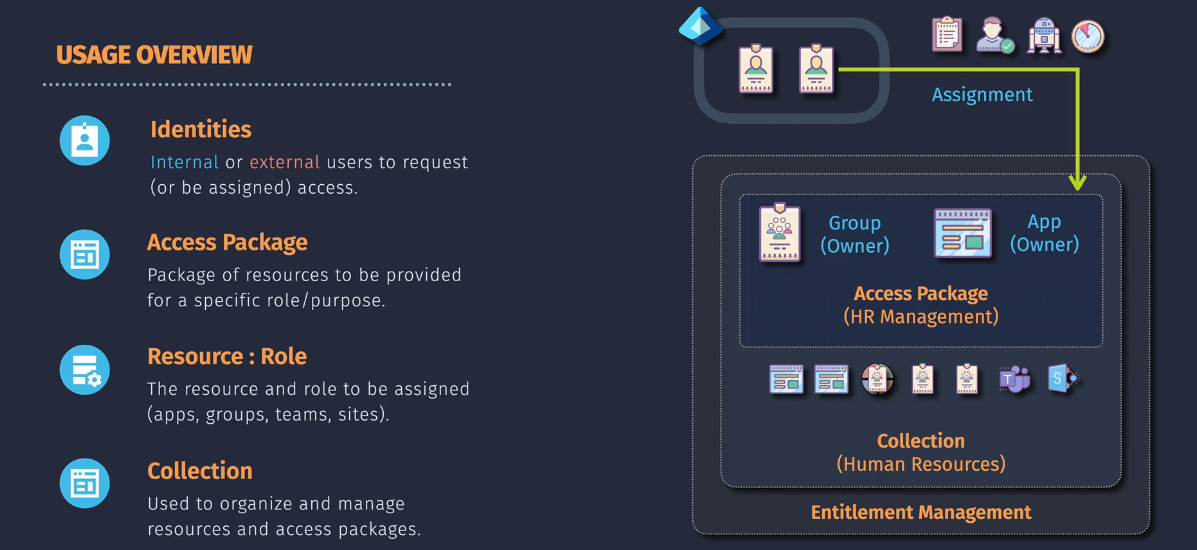 USAGE OVERVIEW
Identities
Internal or external users to request
(or be assigned) access.
Access Package
Package of resources to be provided
for a specific role/purpose.
Resource : Role
The resource and role to be assigned
(apps, groups, teams, sites).
Collection
Used to organize and manage
resources and access packages.
Assignment
Group
(Owner)
App
(Owner)
Access Package
(HR Management)
T
S
Collection
(Human Resources)
Entitlement Management